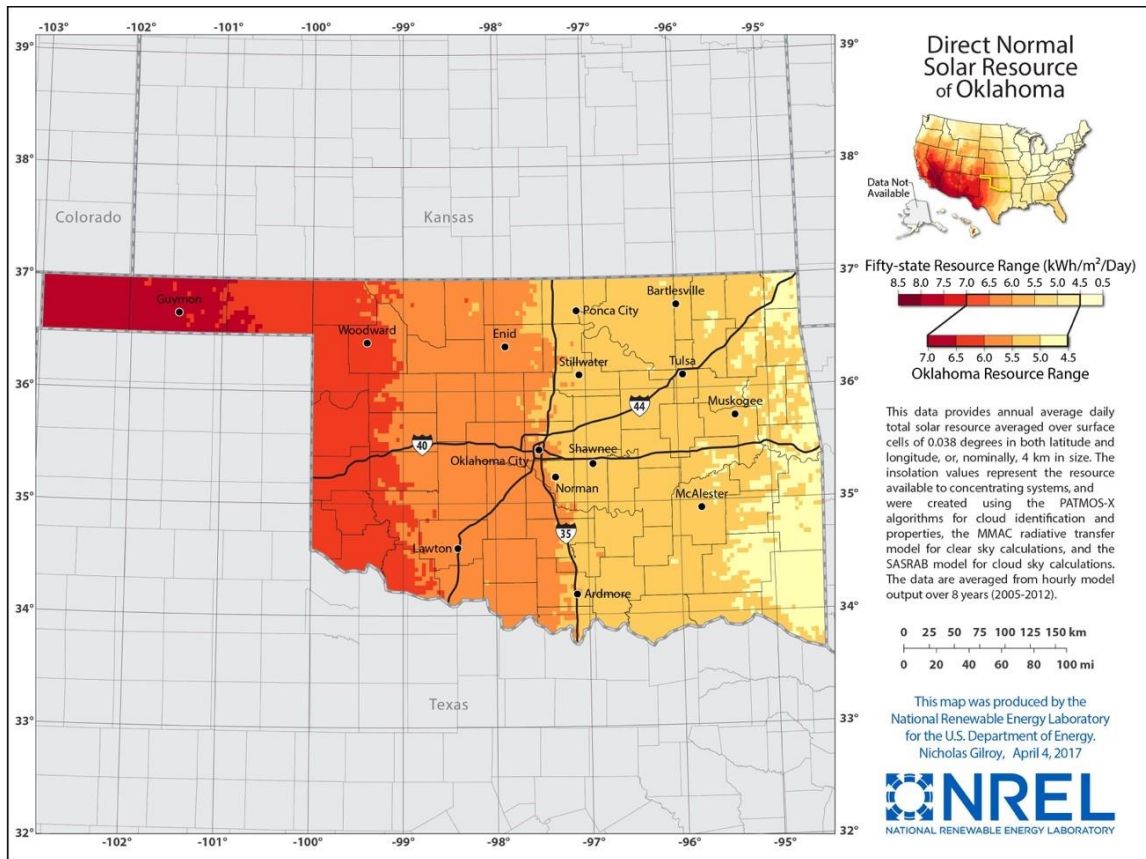 -103° -102° -101° -100° -99° -98° -97° -96° -95°
39° 39°
38° 38°
Colorado
Kansas
37° 37°
Guymon
Bartlesville
Ponca City
Woodward
Enid
Stillwater
Tulsa
36° 36°
Muskogee
44
40
Oklahoma City
Shawnee
Norman
35° 35°
McAlester
35
Lawton
Ardmore
34° 34°
Texas
33° 33°
32° 32°
-102° -101° -100° -99° -98° -97° -96° -95°
Direct Normal
Solar Resource
of Oklahoma
Data Not
Available
Fifty-state Resource Range (kWh/m²/Day)
8.5 8.0 7.5 7.0 6.5 6.0 5.5 5.0 4.5 4.0 0.5
7.0 6.5 6.0 5.5 5.0 4.5
Oklahoma Resource Range
This data provides annual average daily
total solar resource averaged over surface
cells of 0.038 degrees in both latitude and
longitude, or, nominally, 4 km in size. The
insolation values represent the resource
available to concentrating systems, and
were created using the PATMOS-X
algorithms for cloud identification and
properties, the MMAC radiative transfer
model for clear sky calculations, and the
SASRAB model for cloud sky calculations.
The data are averaged from hourly model
output over 8 years (2005-2012).
0 25 50 75 100 125 150 km
0 20 40 60 80 100 mi
This map was produced by the
National Renewable Energy Laboratory
for the U.S. Department of Energy.
Nicholas Gilroy, April 4, 2017
NREL
NATIONAL RENEWABLE ENERGY LABORATORY